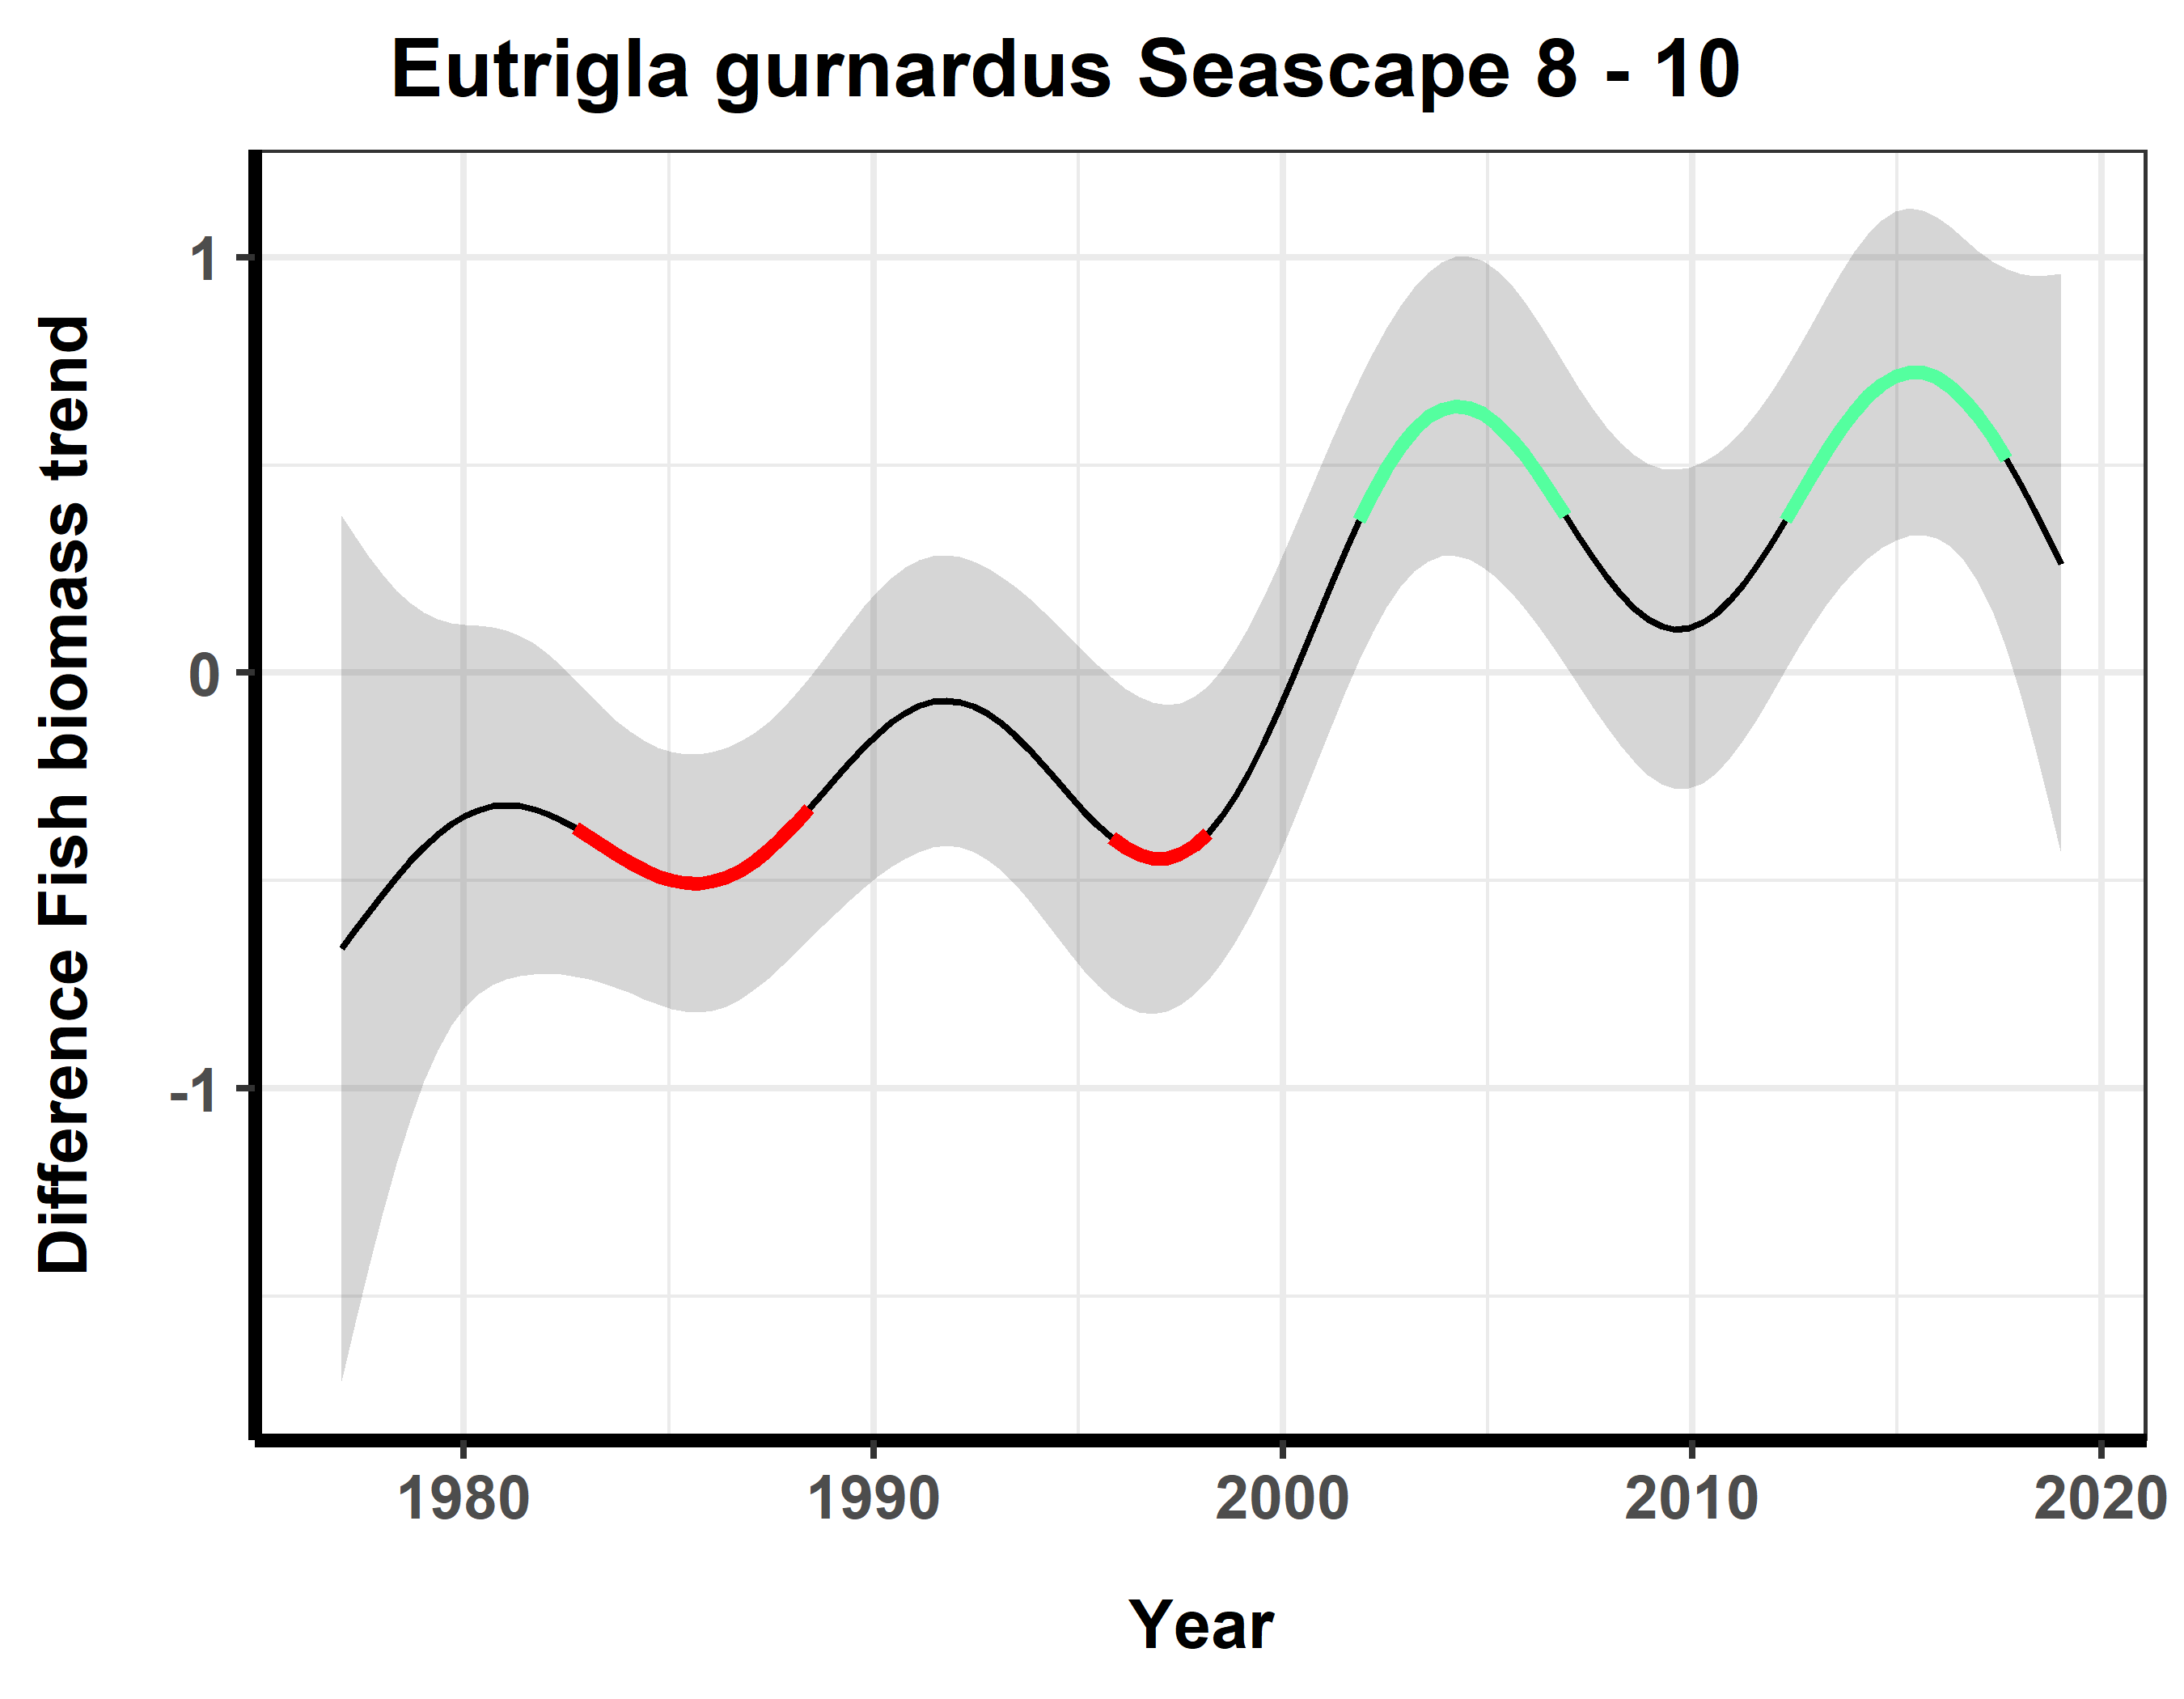 Eutrigla gurnardus Seascape 8 - 10
Difference Fish biomass trend
1
0
-1
1980 1990 2000 2010 2020
Year